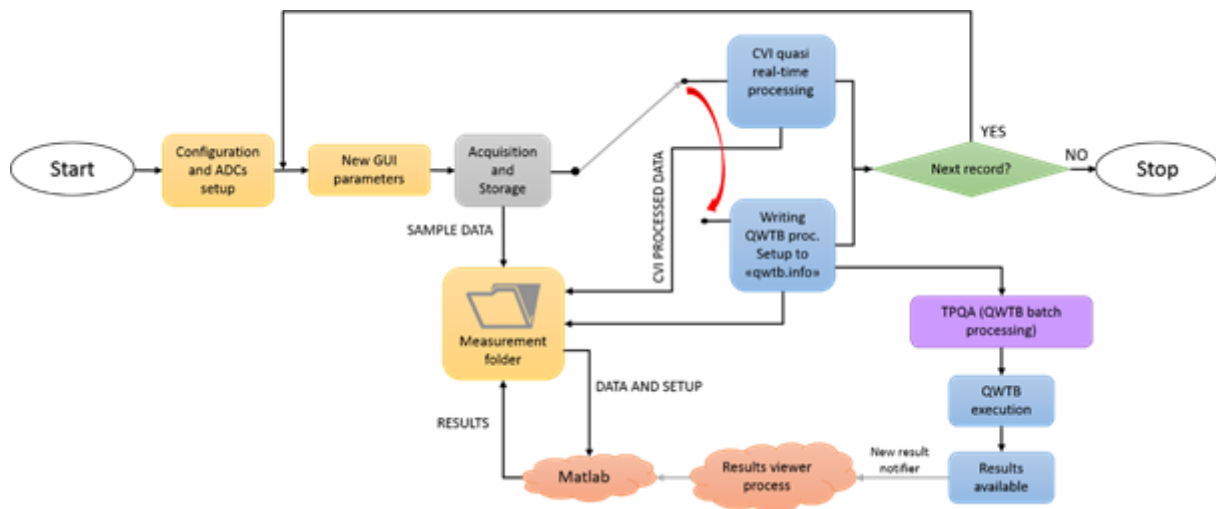 CVI quasi
real-time
processing
YES
Start
Configuration
and ADCs
setup
New GUI
parameters
Acquisition
and
Storage
Next record?
NO
Stop
SAMPLE DATA
CVI PROCESSED DATA
Writing
QWTB proc.
Setup to
«qwtb.info»
TPQA (QWTB batch
processing)
Measurement
folder
DATA AND SETUP
RESULTS
QWTB
execution
New result
notifier
Matlab
Results viewer
process
Results
available